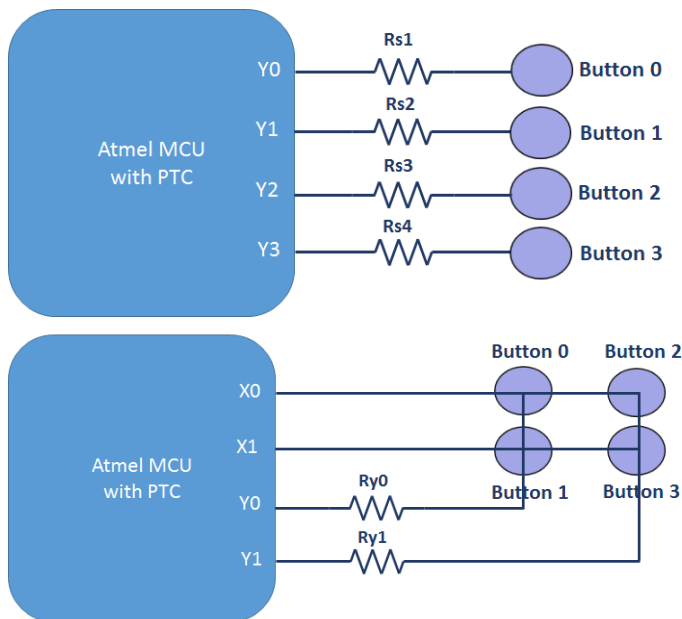 Rs1
Y0
Button 0
Rs2
Y1
Button 1
Atmel MCU
with PTC
Rs3
Y2
Button 2
Rs4
Y3
Button 3
Button 0
Button 2
X0
X1
Atmel MCU
with PTC
Ry0
Button 1
Button 3
Y0
Ry1
Y1